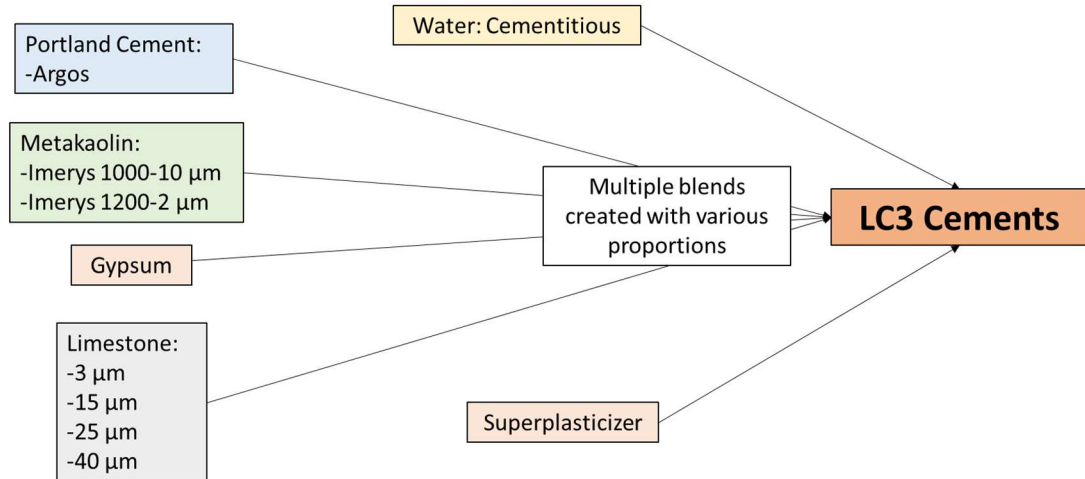 Water: Cementitious
Portland Cement:
-Argos
Metakaolin:
-Imerys 1000-10 μm
-Imerys 1200-2 μm
Multiple blends
created with various
proportions
LC3 Cements
Gypsum
Limestone:
-3 μm
-15 μm
-25 μm
-40 μm
Superplasticizer